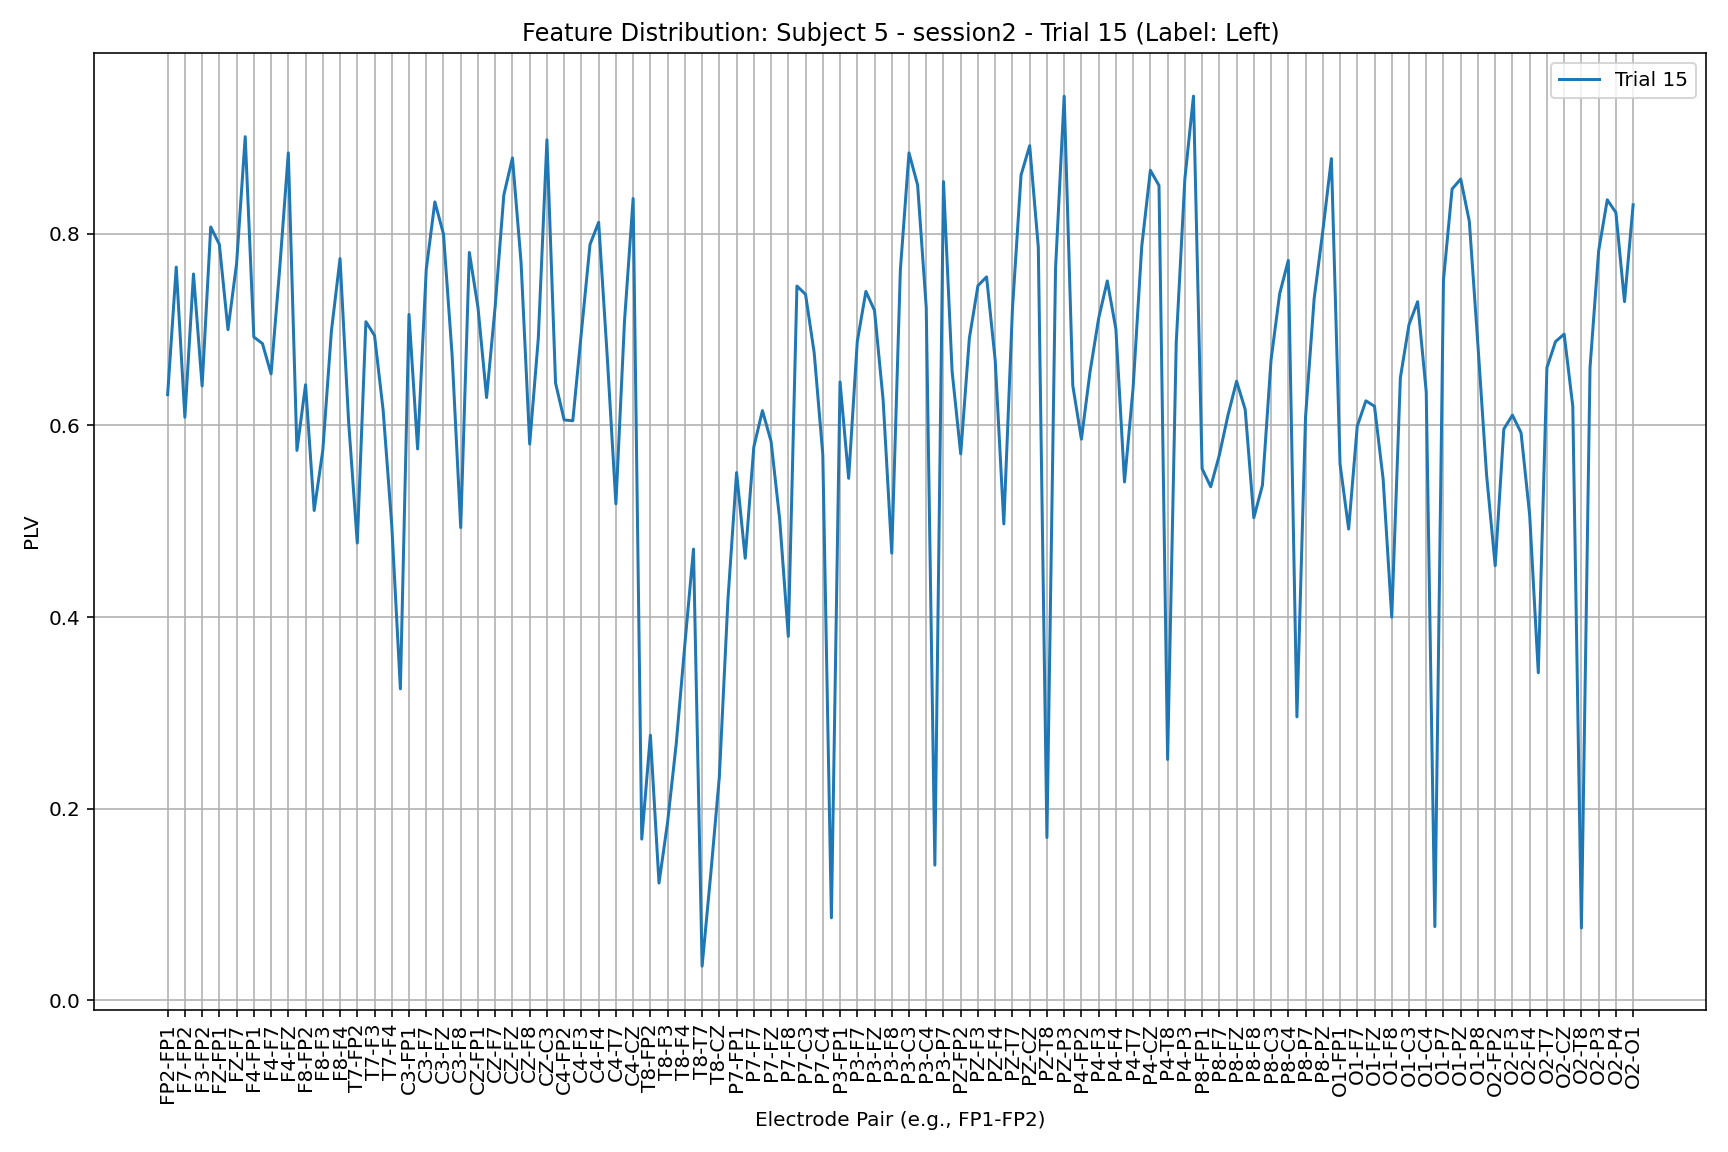 Feature Distribution: Subject 5 - session2 - Trial 15 (Label: Left)
Trial 15
PLV
0.8
0.6
0.4
0.2
0.0
FP2-FP1
F7-FP2
F3-FP2
FZ-FP1
FZ-F7
F4-FP1
F4-F7
F4-FZ
F8-FP2
F8-F3
F8-F4
T7-FP2
T7-F3
T7-F4
C3-FP1
C3-F7
C3-FZ
C3-F8
CZ-FP1
CZ-F7
CZ-FZ
CZ-F8
CZ-C3
C4-FP2
C4-F3
C4-F4
C4-T7
C4-CZ
T8-FP2
T8-F3
T8-F4
T8-T7
T8-CZ
P7-FP1
P7-F7
P7-FZ
P7-F8
P7-C3
P7-C4
P3-FP1
P3-F7
P3-FZ
P3-F8
P3-C3
P3-C4
P3-P7
PZ-FP2
PZ-F3
PZ-F4
PZ-T7
PZ-CZ
PZ-T8
PZ-P3
P4-FP2
P4-F3
P4-F4
P4-T7
P4-CZ
P4-T8
P4-P3
P8-FP1
P8-F7
P8-FZ
P8-F8
P8-C3
P8-C4
P8-P7
P8-PZ
O1-FP1
O1-F7
O1-FZ
O1-F8
O1-C3
O1-C4
O1-P7
O1-PZ
O1-P8
O2-FP2
O2-F3
O2-F4
O2-T7
O2-CZ
O2-T8
O2-P3
O2-P4
O2-O1
Electrode Pair (e.g., FP1-FP2)